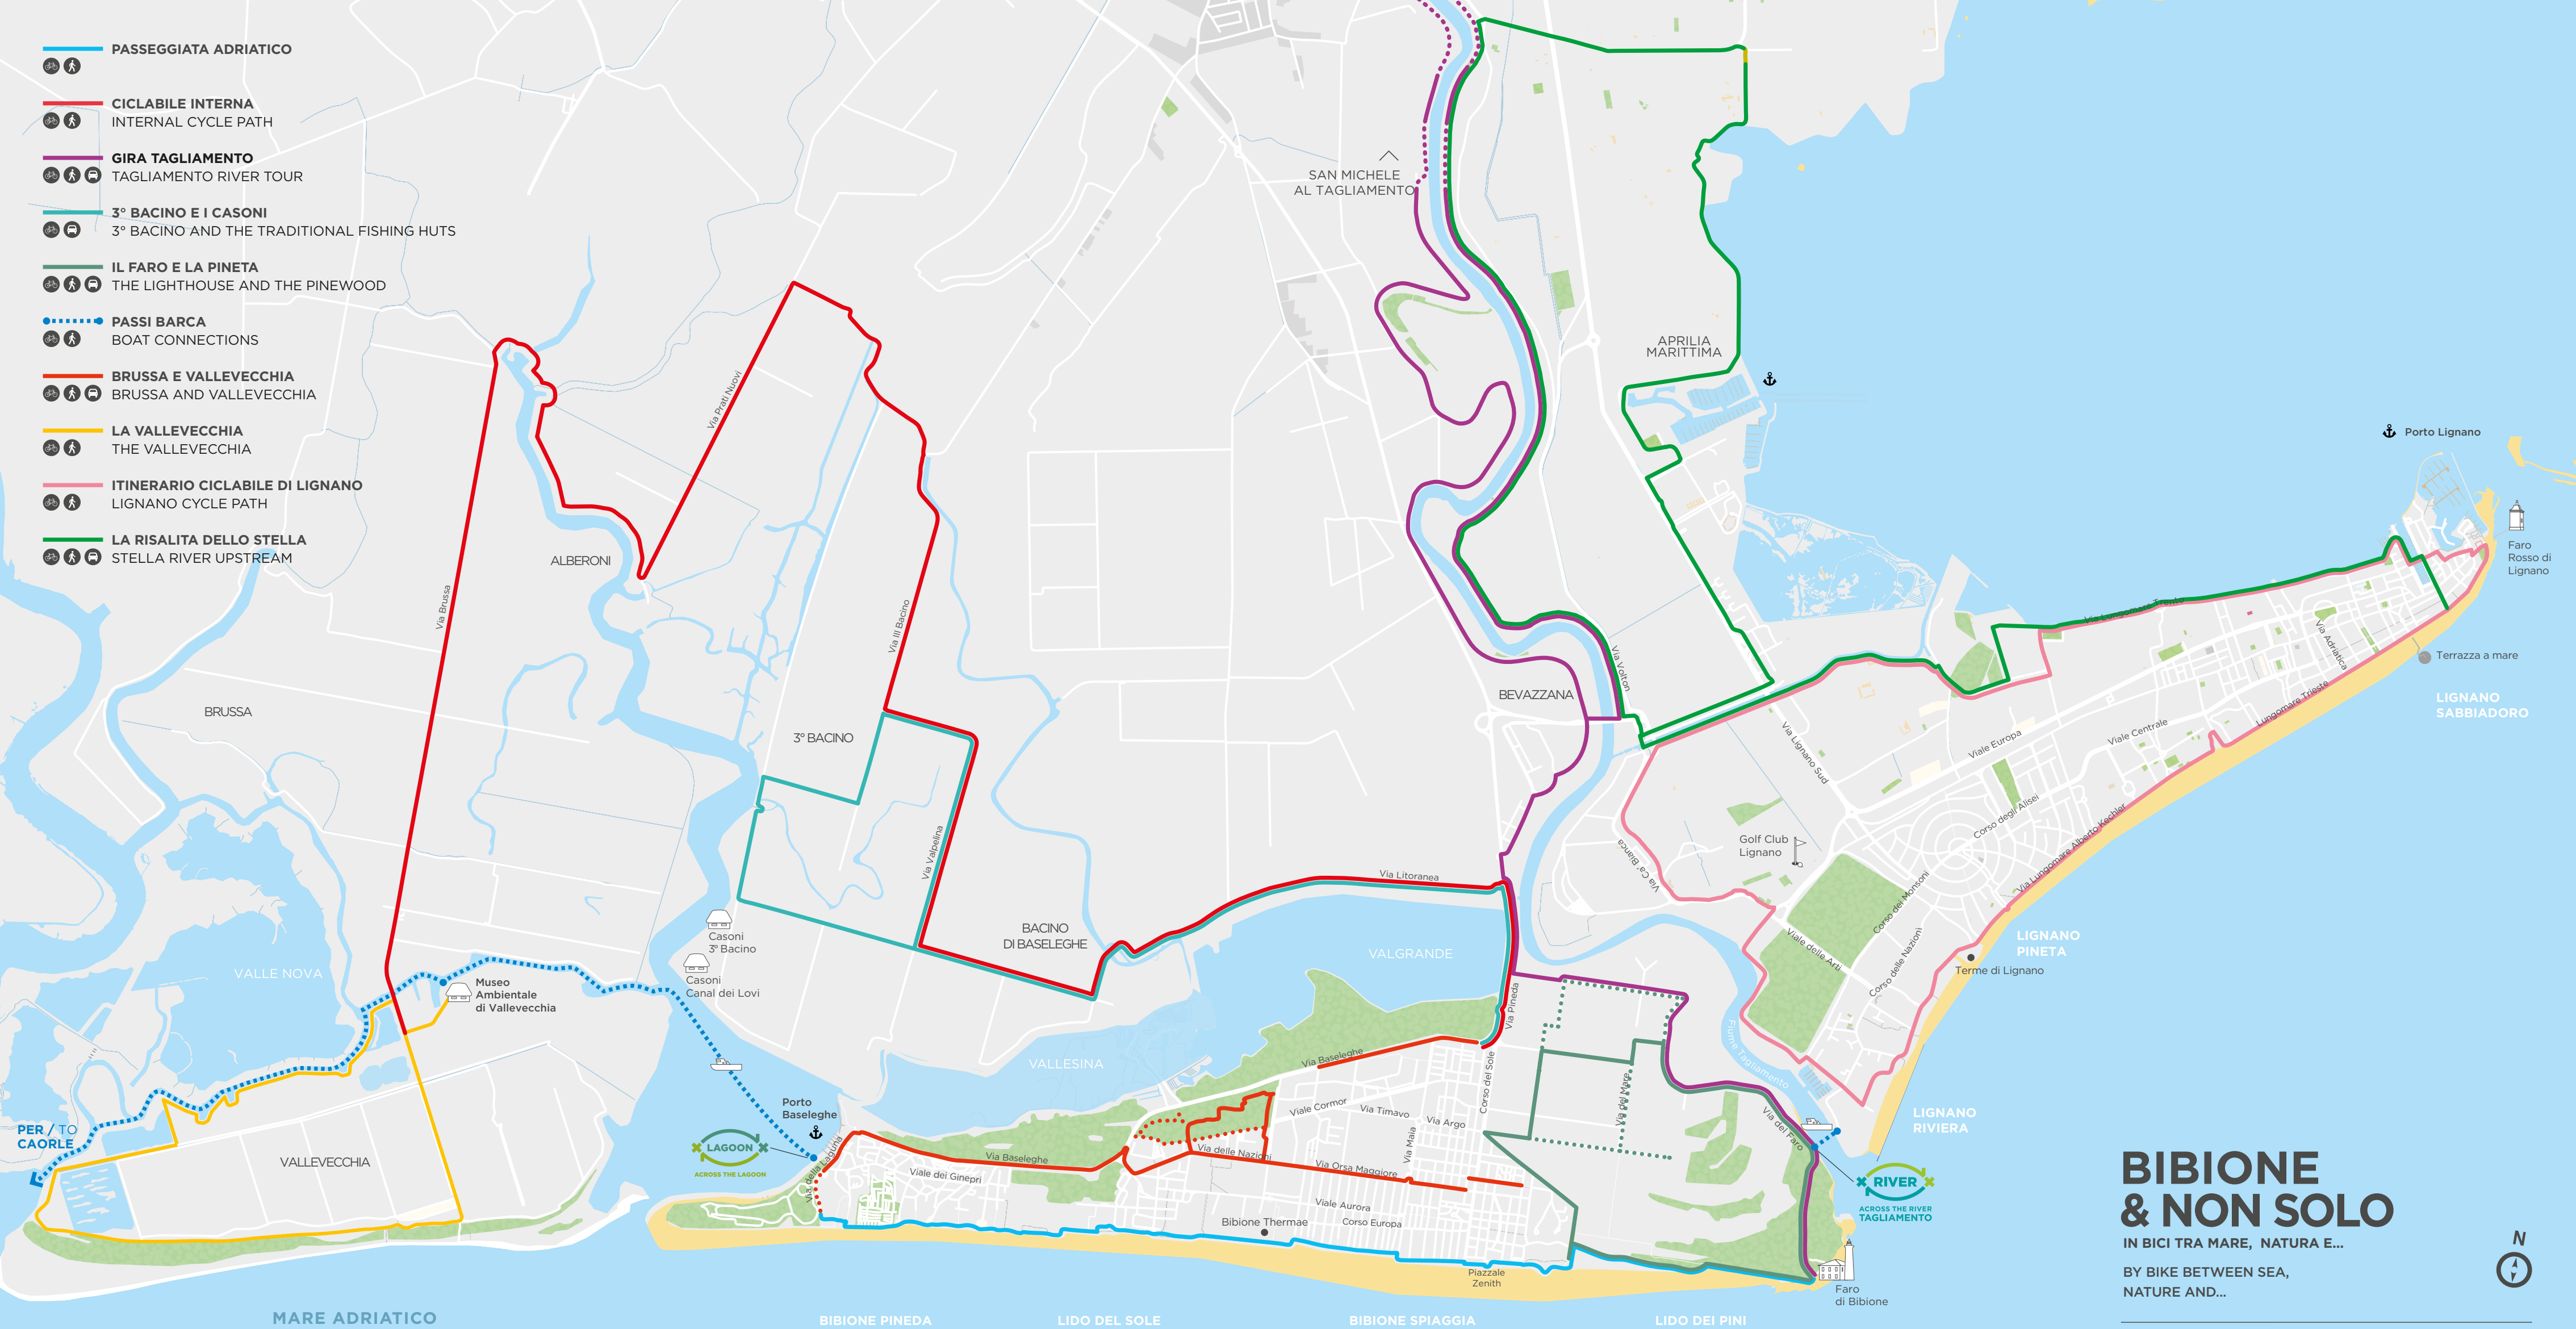 PASSEGGIATA ADRIATICO
CICLABILE INTERNA
INTERNAL CYCLE PATH
GIRA TAGLIAMENTO
TAGLIAMENTO RIVER TOUR
3° BACINO E I CASONI
3° BACINO AND THE TRADITIONAL FISHING HUTS
IL FARO E LA PINETA
THE LIGHTHOUSE AND THE PINEWOOD
PASSI BARCA
BOAT CONNECTIONS
BRUSSA E VALLEVECCHIA
BRUSSA AND VALLEVECCHIA
LA VALLEVECCHIA
THE VALLEVECCHIA
ITINERARIO CICLABILE DI LIGNANO
LIGNANO CYCLE PATH
LA RISALITA DELLO STELLA
STELLA RIVER UPSTREAM
SAN MICHELE
AL TAGLIAMENTO
APRILIA
MARITTIMA
Porto Lignano
Faro
Rosso di
Lignano
Via Prati Nuovi
ALBERONI
Via Brussa
Via III Bacino
BRUSSA
3° BACINO
BEVAZZANA
Via Volton
Via Lungomare Trento
Via Adriatica
Terrazza a mare
LIGNANO
SABBIADORO
Lungomare Trieste
Viale Europa
Viale Centrale
Via Lignano Sud
Corso degli Alisei
Golf Club
Lignano
Via Ca' Bianca
Via Lungomare Alberto Kechler
Corso dei Monsoni
Viale delle Arti
Corso delle Nazioni
LIGNANO
PINETA
Terme di Lignano
Via Valpelina
Via Litoranea
BACINO
DI BASELEGHE
VALGRANDE
Casoni
3° Bacino
Casoni
Canal dei Lovi
VALLE NOVA
Museo
Ambientale
di Vallevecchia
Via Pineda
Fiume Tagliamento
VALLESINA
Via Baseleghe
Corso del Sole
Via del Mare
Porto
Baseleghe
Viale Cormor
Via Timavo
Via Argo
Via Maia
Via del Faro
LIGNANO
RIVIERA
PER / TO
CAORLE
LAGOON
ACROSS THE LAGOON
Via della Laguna
VALLEVECCHIA
Via Baseleghe
Viale dei Ginepri
Via delle Nazioni
Via Orsa Maggiore
Viale Aurora
Corso Europa
Bibione Thermae
RIVER
ACROSS THE RIVER
TAGLIAMENTO
Piazzale
Zenith
Faro
di Bibione
MARE ADRIATICO
BIBIONE PINEDA
LIDO DEL SOLE
BIBIONE SPIAGGIA
LIDO DEI PINI
BIBIONE
& NON SOLO
IN BICI TRA MARE, NATURA E...
BY BIKE BETWEEN SEA,
NATURE AND...
N